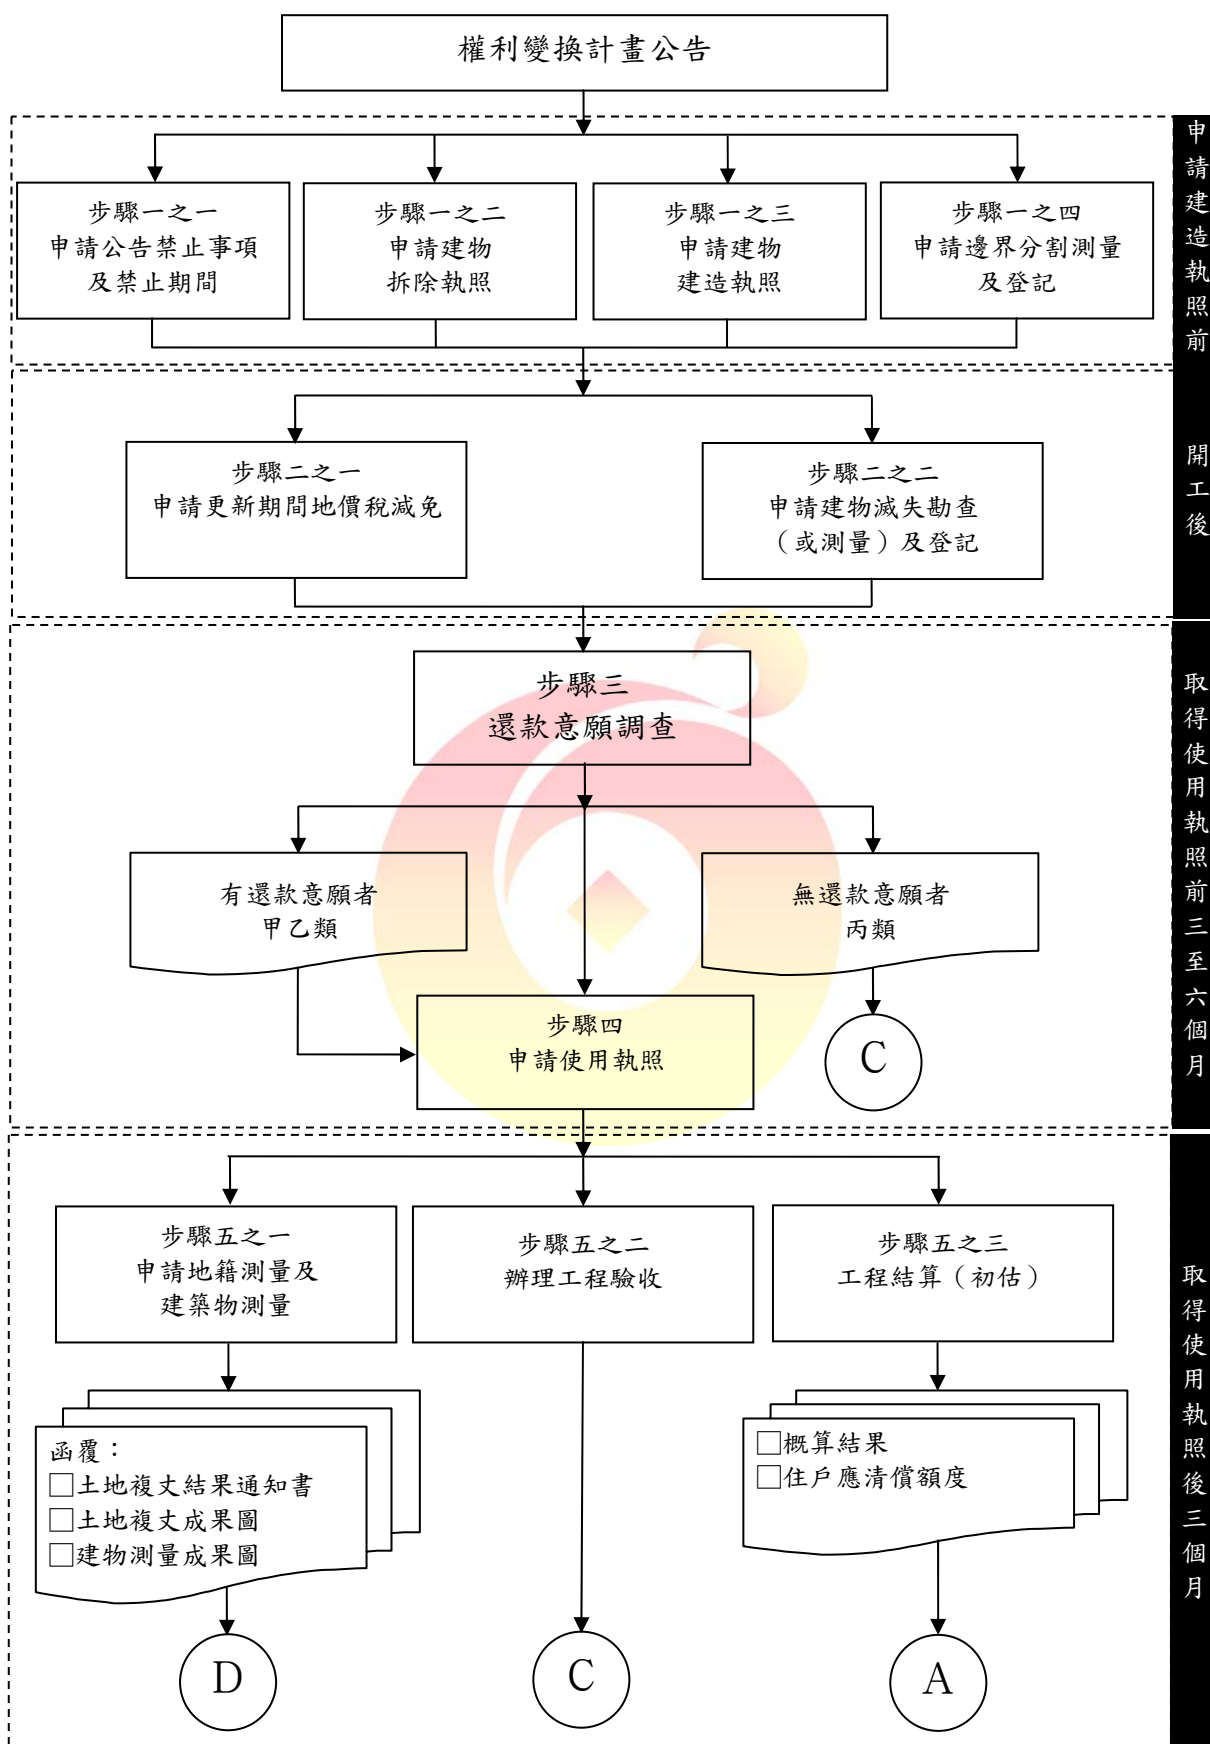 權利變換計畫公告
申請建造執照前
步驟一之一
申請公告禁止事項
及禁止期間
步驟一之二
申請建物
拆除執照
步驟一之三
申請建物
建造執照
步驟一之四
申請邊界分割測量
及登記
開工後
步驟二之一
申請更新期間地價稅減免
步驟二之二
申請建物滅失勘查
（或測量）及登記
取得使用執照前三至六個月
步驟三
還款意願調查
有還款意願者
甲乙類
無還款意願者
丙類
步驟四
申請使用執照
C
取得使用執照後三個月
步驟五之一
申請地籍測量及
建築物測量
步驟五之二
辦理工程驗收
步驟五之三
工程結算（初估）
函覆：
□土地複丈結果通知書
□土地複丈成果圖
□建物測量成果圖
□概算結果
□住戶應清償額度
D
C
A